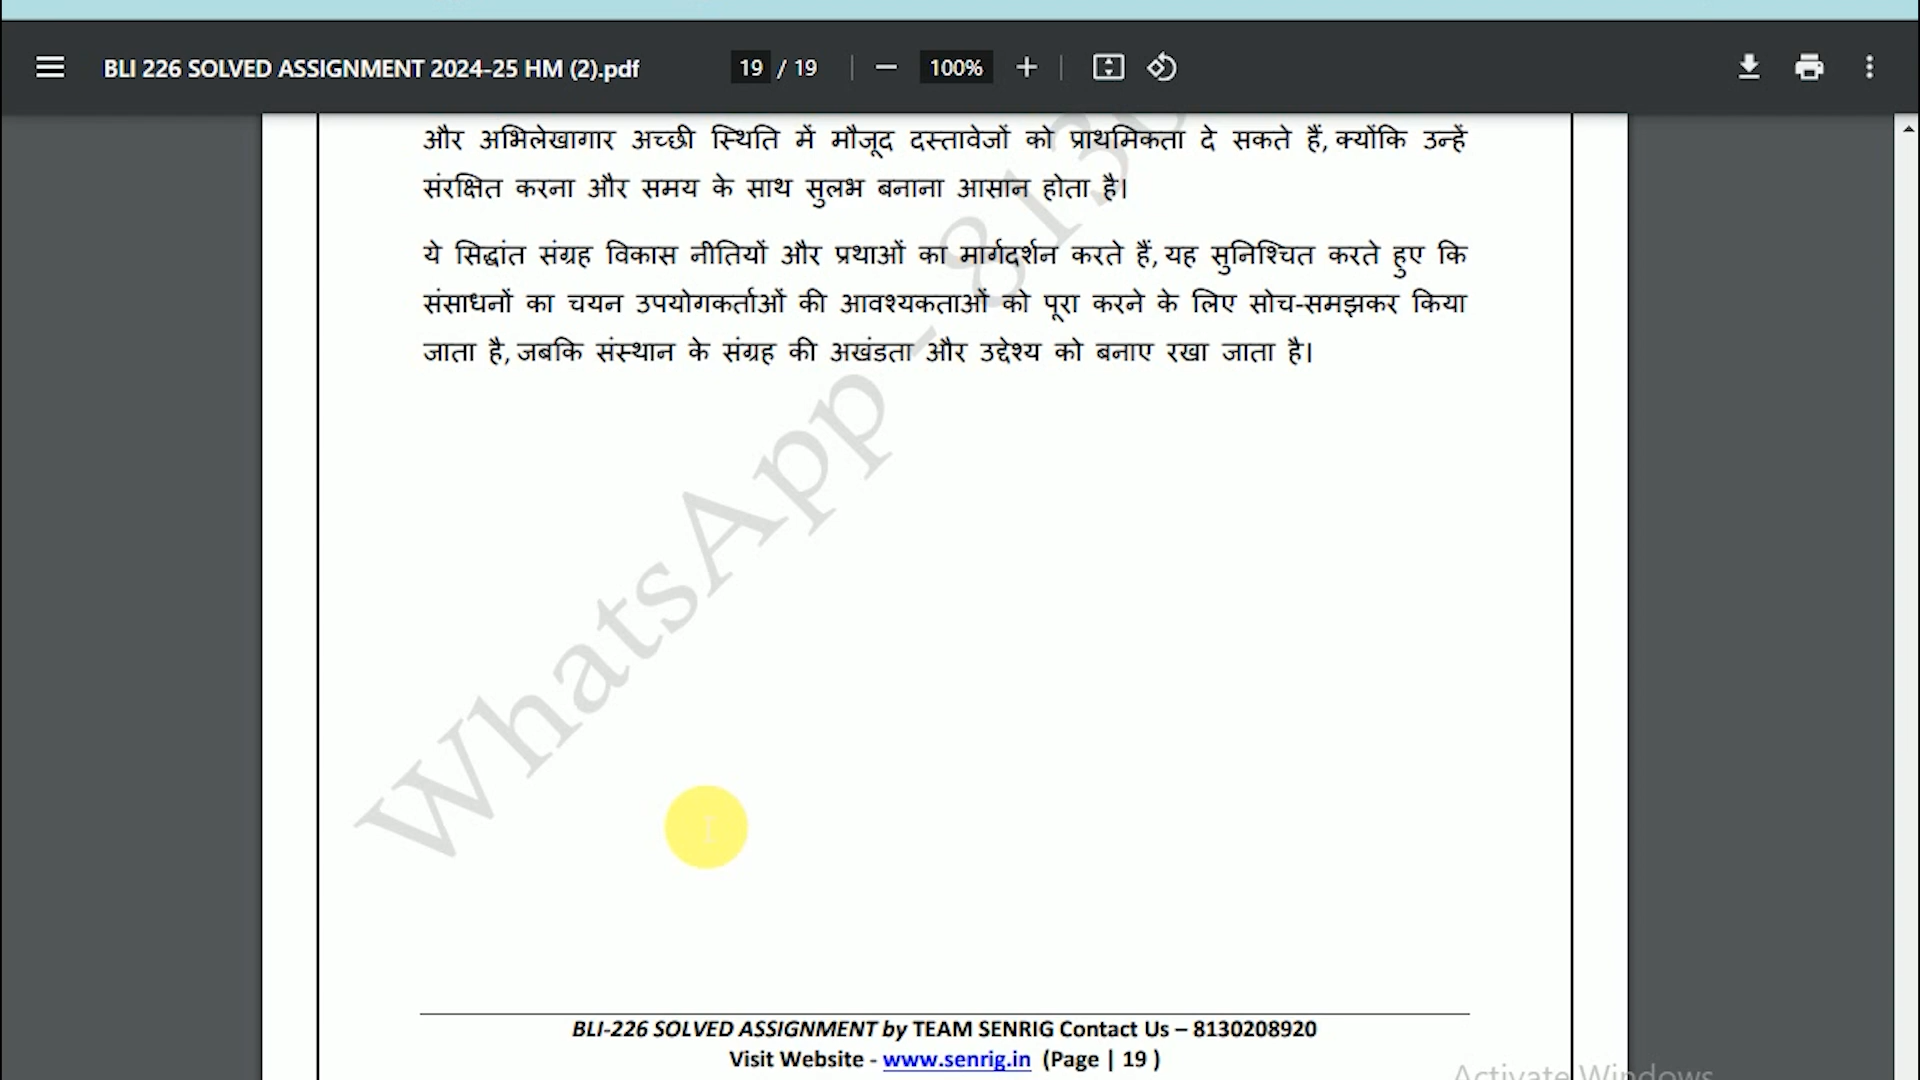 BLI 226 SOLVED ASSIGNMENT 2024-25 HM (2).pdf
19 / 19
100%
और अभिलेखागार अच्छी स्थिति में मौजूद दस्तावेजों को प्राथमिकता दे सकते हैं, क्योंकि उन्हें
संरक्षित करना और समय के साथ सुलभ बनाना आसान होता है।
ये सिद्धांत संग्रह विकास नीतियों और प्रथाओं का मार्गदर्शन करते हैं, यह सुनिश्चित करते हुए कि
संसाधनों का चयन उपयोगकर्ताओं की आवश्यकताओं को पूरा करने के लिए सोच-समझकर किया
जाता है, जबकि संस्थान के संग्रह की अखंडता और उद्देश्य को बनाए रखा जाता है।
WhatsApp - 8130
BLI-226 SOLVED ASSIGNMENT by TEAM SENRIG Contact Us – 8130208920
Visit Website - www.senrig.in (Page | 19 )
Activate Windows